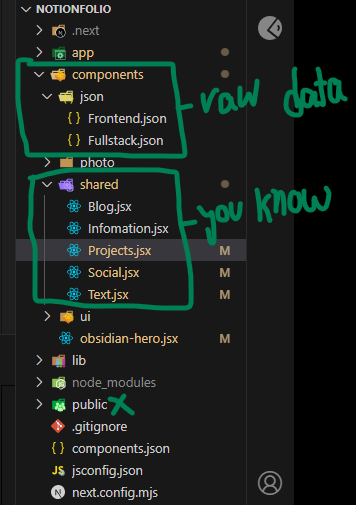 NOTIONFOLIO
.next
app
components
json
{ } Frontend.json
{ } Fullstack.json
raw data
photo
shared
Blog.jsx
Infomation.jsx
you know
Projects.jsx M
Social.jsx M
Text.jsx M
ui
obsidian-hero.jsx M
lib
node_modules
public x
.gitignore
{ } components.json
JS jsconfig.json
N next.config.mjs